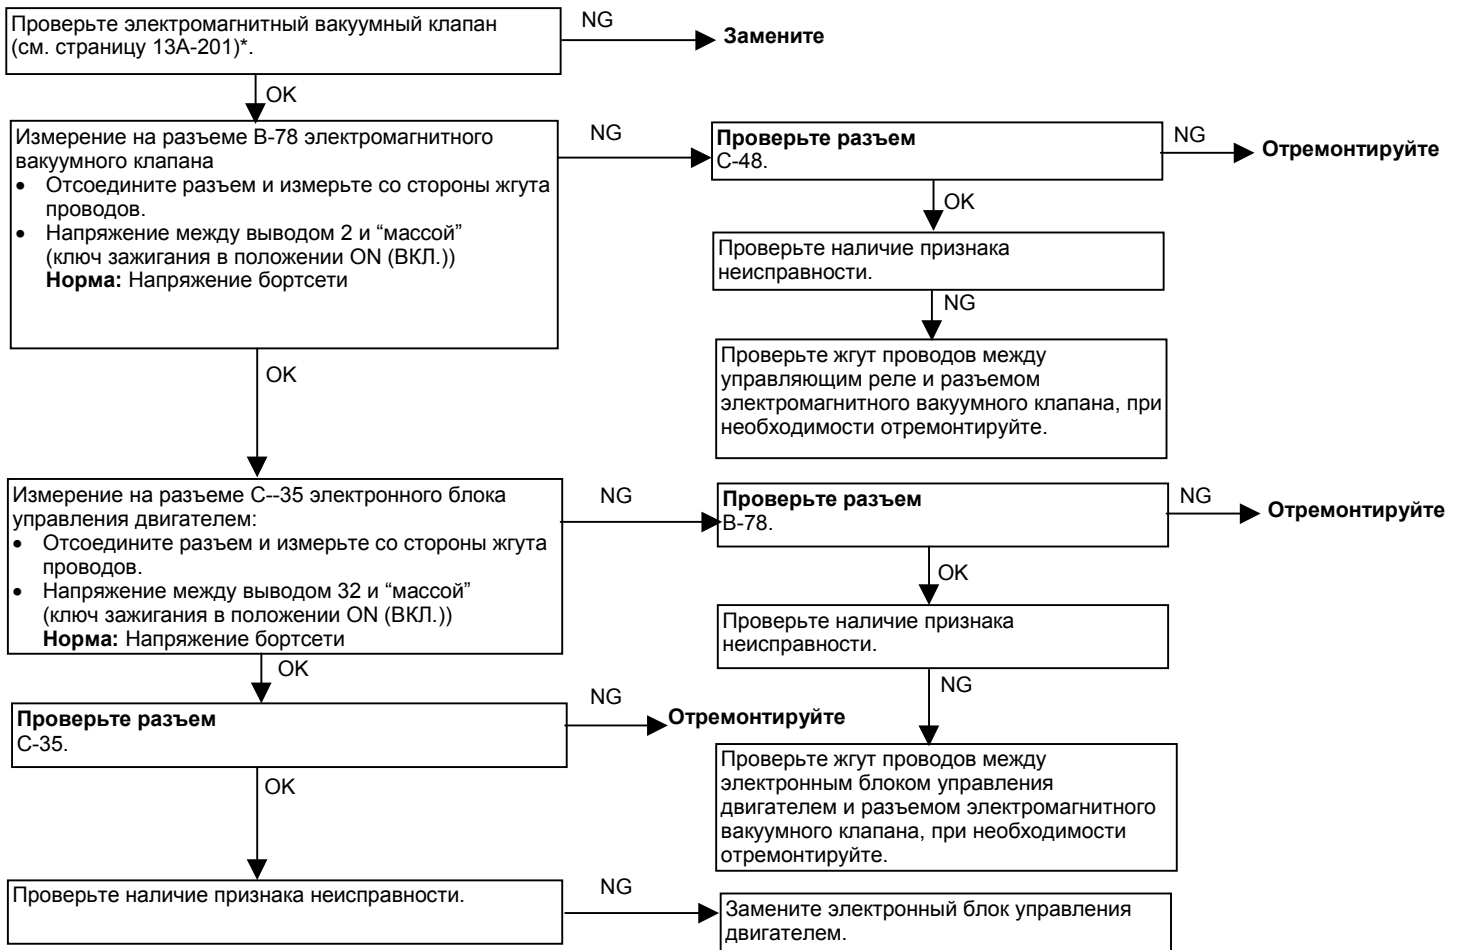 Проверьте электромагнитный вакуумный клапан
(см. страницу 13A-201)*.
NG
Замените
OK
Измерение на разъеме B-78 электромагнитного
вакуумного клапана
• Отсоедините разъем и измерьте со стороны жгута
проводов.
• Напряжение между выводом 2 и “массой”
(ключ зажигания в положении ON (ВКЛ.))
Норма: Напряжение бортсети
NG
Проверьте разъем
C-48.
NG
Отремонтируйте
OK
Проверьте наличие признака
неисправности.
NG
Проверьте жгут проводов между
управляющим реле и разъемом
электромагнитного вакуумного клапана, при
необходимости отремонтируйте.
OK
Измерение на разъеме C--35 электронного блока
управления двигателем:
• Отсоедините разъем и измерьте со стороны жгута
проводов.
• Напряжение между выводом 32 и “массой”
(ключ зажигания в положении ON (ВКЛ.))
Норма: Напряжение бортсети
NG
Проверьте разъем
B-78.
NG
Отремонтируйте
OK
Проверьте наличие признака
неисправности.
NG
Проверьте жгут проводов между
электронным блоком управления
двигателем и разъемом электромагнитного
вакуумного клапана, при необходимости
отремонтируйте.
OK
Проверьте разъем
C-35.
NG
Отремонтируйте
OK
Проверьте наличие признака неисправности.
NG
Замените электронный блок управления
двигателем.